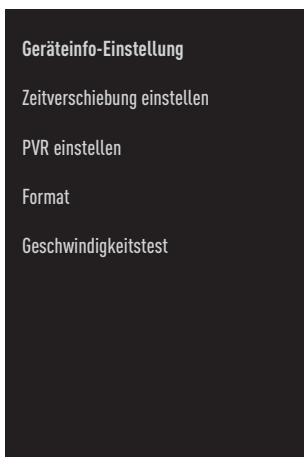 Geräteinfo-Einstellung
Zeitverschiebung einstellen
PVR einstellen
Format
Geschwindigkeitstest